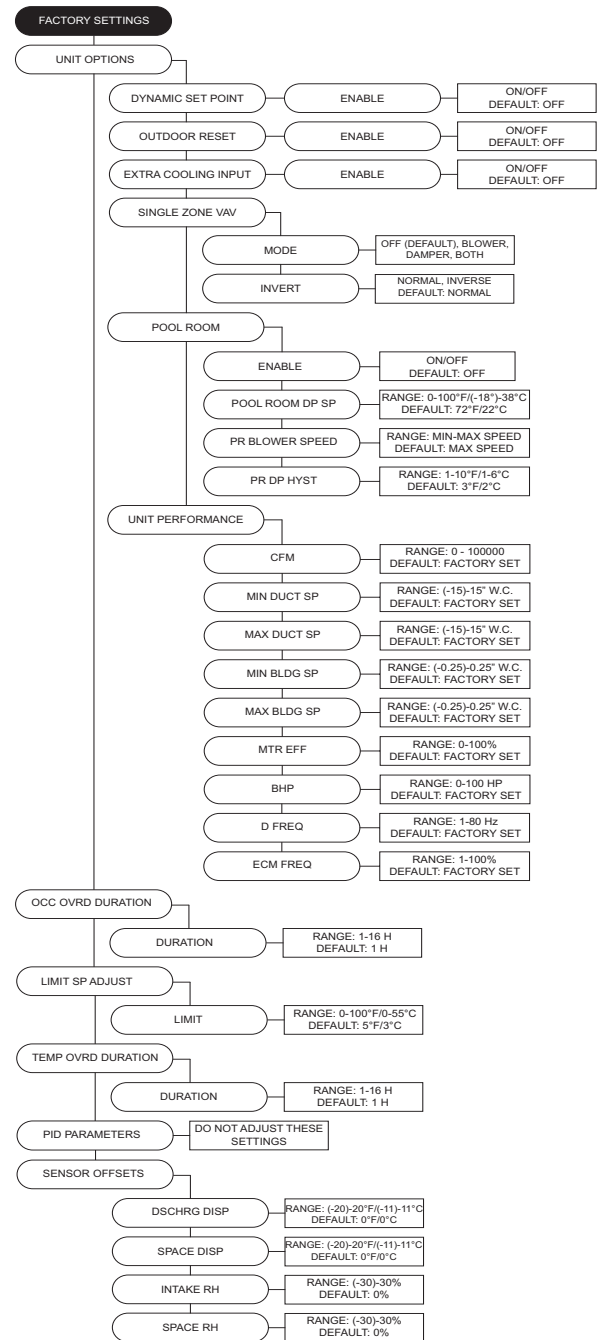 FACTORY SETTINGS
UNIT OPTIONS
DYNAMIC SET POINT
ENABLE
ON/OFF
DEFAULT: OFF
OUTDOOR RESET
ENABLE
ON/OFF
DEFAULT: OFF
EXTRA COOLING INPUT
ENABLE
ON/OFF
DEFAULT: OFF
SINGLE ZONE VAV
MODE
OFF (DEFAULT), BLOWER,
DAMPER, BOTH
INVERT
NORMAL, INVERSE
DEFAULT: NORMAL
POOL ROOM
ENABLE
ON/OFF
DEFAULT: OFF
POOL ROOM DP SP
RANGE: 0-100°F/(-18°)-38°C
DEFAULT: 72°F/22°C
PR BLOWER SPEED
RANGE: MIN-MAX SPEED
DEFAULT: MAX SPEED
PR DP HYST
RANGE: 1-10°F/1-6°C
DEFAULT: 3°F/2°C
UNIT PERFORMANCE
CFM
RANGE: 0 - 100000
DEFAULT: FACTORY SET
MIN DUCT SP
RANGE: (-15)-15" W.C.
DEFAULT: FACTORY SET
MAX DUCT SP
RANGE: (-15)-15" W.C.
DEFAULT: FACTORY SET
MIN BLDG SP
RANGE: (-0.25)-0.25" W.C.
DEFAULT: FACTORY SET
MAX BLDG SP
RANGE: (-0.25)-0.25" W.C.
DEFAULT: FACTORY SET
MTR EFF
RANGE: 0-100%
DEFAULT: FACTORY SET
BHP
RANGE: 0-100 HP
DEFAULT: FACTORY SET
D FREQ
RANGE: 1-80 Hz
DEFAULT: FACTORY SET
ECM FREQ
RANGE: 1-100%
DEFAULT: FACTORY SET
OCC OVRD DURATION
DURATION
RANGE: 1-16 H
DEFAULT: 1 H
LIMIT SP ADJUST
LIMIT
RANGE: 0-100°F/0-55°C
DEFAULT: 5°F/3°C
TEMP OVRD DURATION
DURATION
RANGE: 1-16 H
DEFAULT: 1 H
PID PARAMETERS
DO NOT ADJUST THESE
SETTINGS
SENSOR OFFSETS
DSCHRG DISP
RANGE: (-20)-20°F/(-11)-11°C
DEFAULT: 0°F/0°C
SPACE DISP
RANGE: (-20)-20°F/(-11)-11°C
DEFAULT: 0°F/0°C
INTAKE RH
RANGE: (-30)-30%
DEFAULT: 0%
SPACE RH
RANGE: (-30)-30%
DEFAULT: 0%